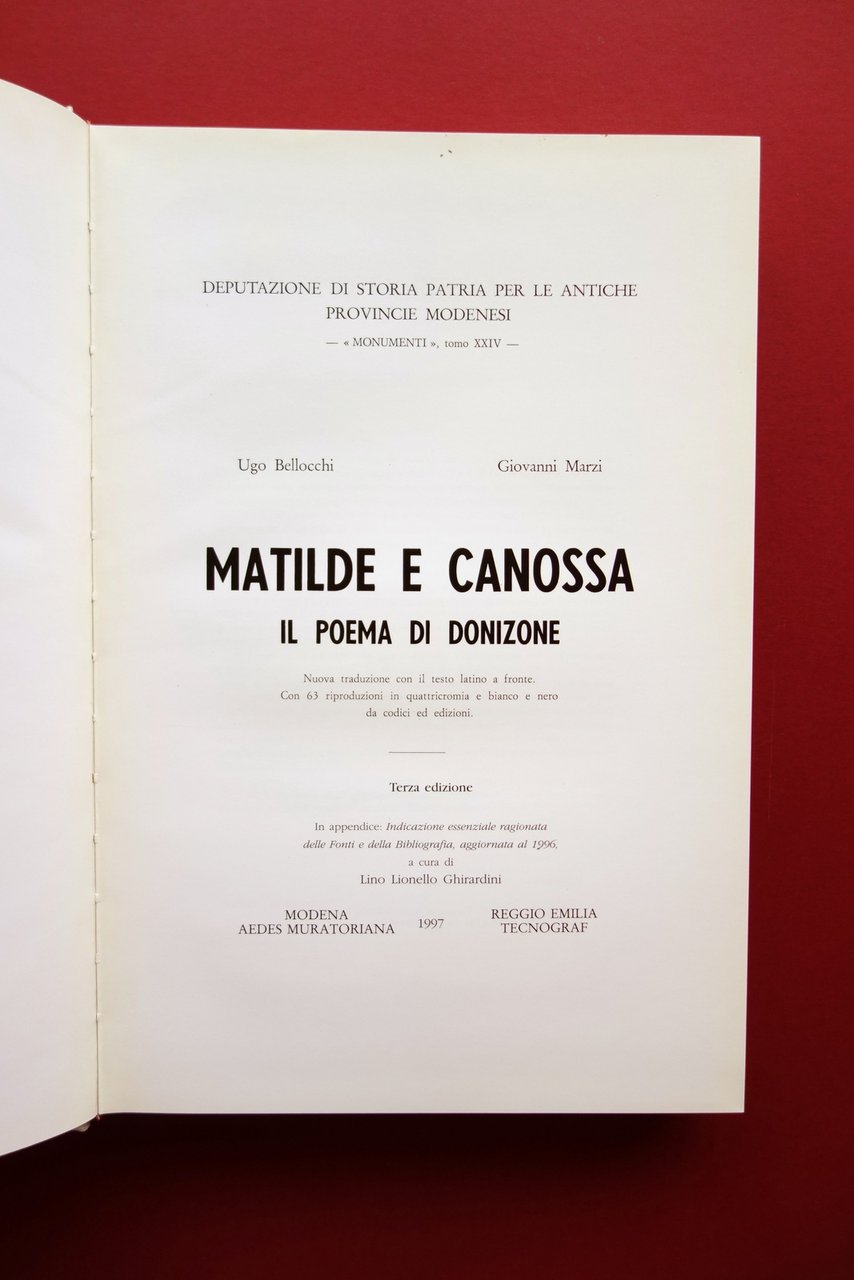 DEPUTAZIONE DI STORIA PATRIA PER LE ANTICHE
PROVINCIE MODENESI
— « MONUMENTI », tomo XXIV —
Ugo Bellocchi Giovanni Marzi
MATILDE E CANOSSA
IL POEMA DI DONIZONE
Nuova traduzione con il testo latino a fronte.
Con 63 riproduzioni in quattricromia e bianco e nero
da codici ed edizioni.
Terza edizione
In appendice: Indicazione essenziale ragionata
delle Fonti e della Bibliografia, aggiornata al 1996,
a cura di
Lino Lionello Ghirardini
MODENA 1997 REGGIO EMILIA
AEDES MURATORIANA TECNOGRAF